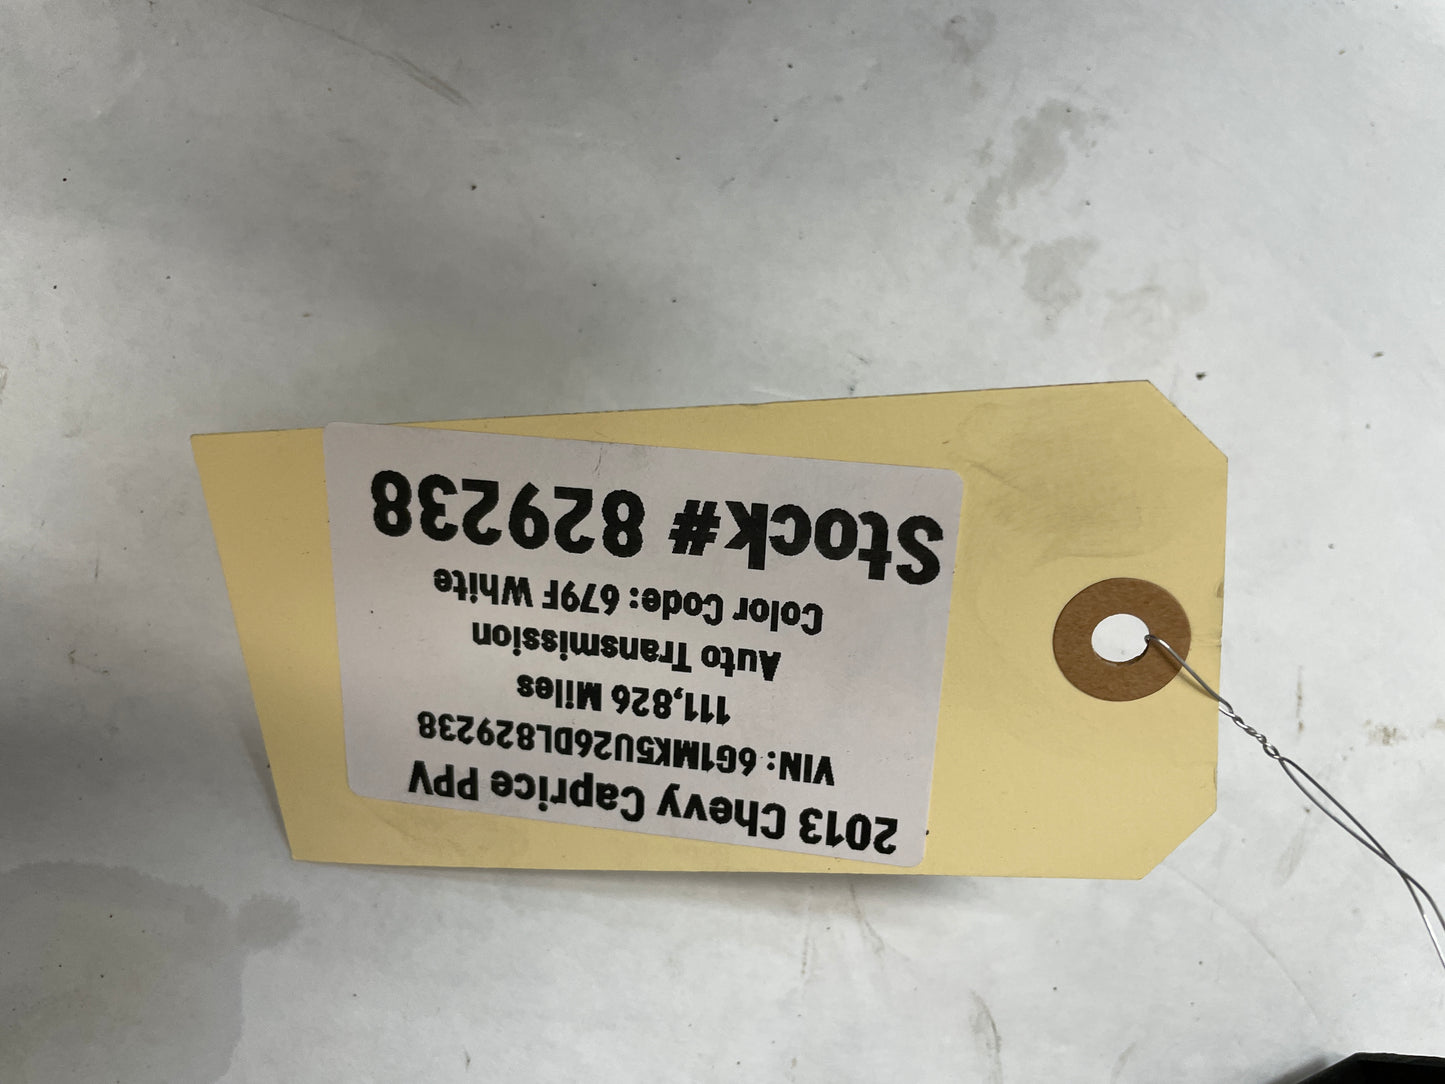 2013 Chevy Caprice PPV
VIN: 6G1MK5U26DL829238
111,826 Miles
Auto Transmission
Color Code: 679F White
Stock# 829238